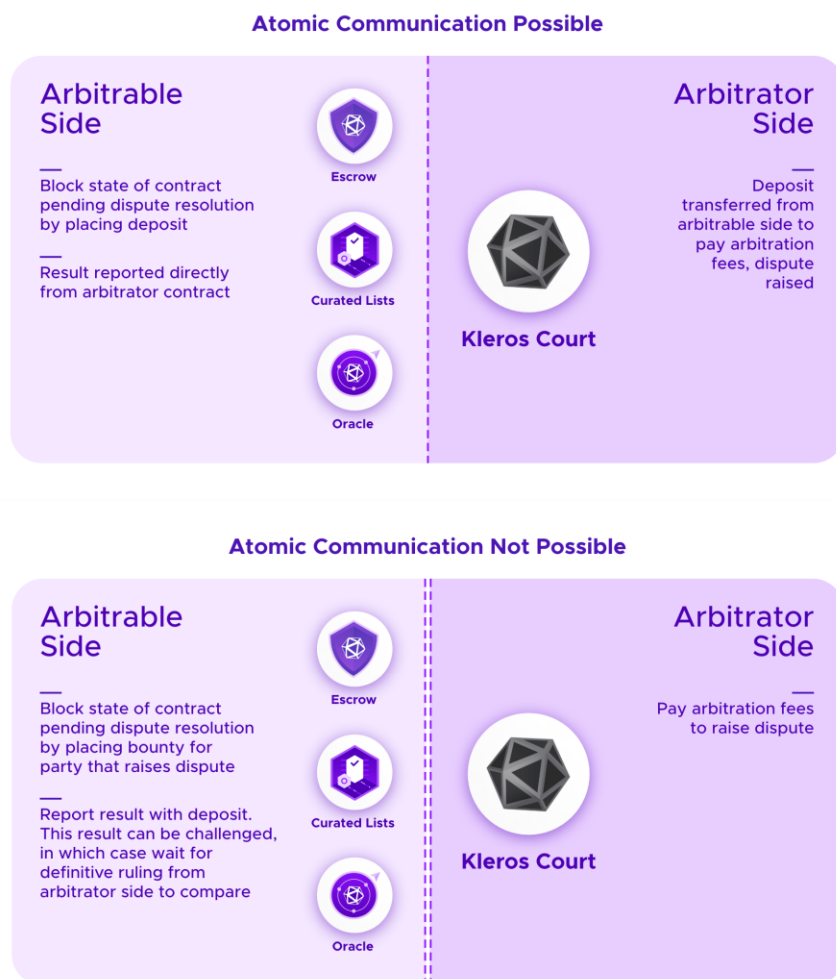 Atomic Communication Possible
Arbitrable
Side
Block state of contract
pending dispute resolution
by placing deposit
Result reported directly
from arbitrator contract
Escrow
Curated Lists
Oracle
Kleros Court
Arbitrator
Side
Deposit
transferred from
arbitrable side to
pay arbitration
fees, dispute
raised
Atomic Communication Not Possible
Arbitrable
Side
Block state of contract
pending dispute resolution
by placing bounty for
party that raises dispute
Report result with deposit.
This result can be challenged,
in which case wait for
definitive ruling from
arbitrator side to compare
Escrow
Curated Lists
Oracle
Kleros Court
Arbitrator
Side
Pay arbitration fees
to raise dispute